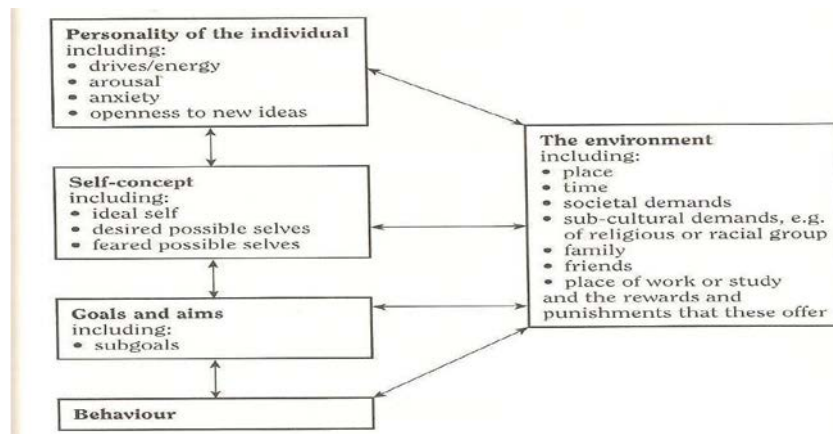 Personality of the individual
including:
• drives/energy
• arousal
• anxiety
• openness to new ideas
Self-concept
including:
• ideal self
• desired possible selves
• feared possible selves
Goals and aims
including:
• subgoals
Behaviour
The environment
including:
• place
• time
• societal demands
• sub-cultural demands, e.g.
of religious or racial group
• family
• friends
• place of work or study
and the rewards and
punishments that these offer